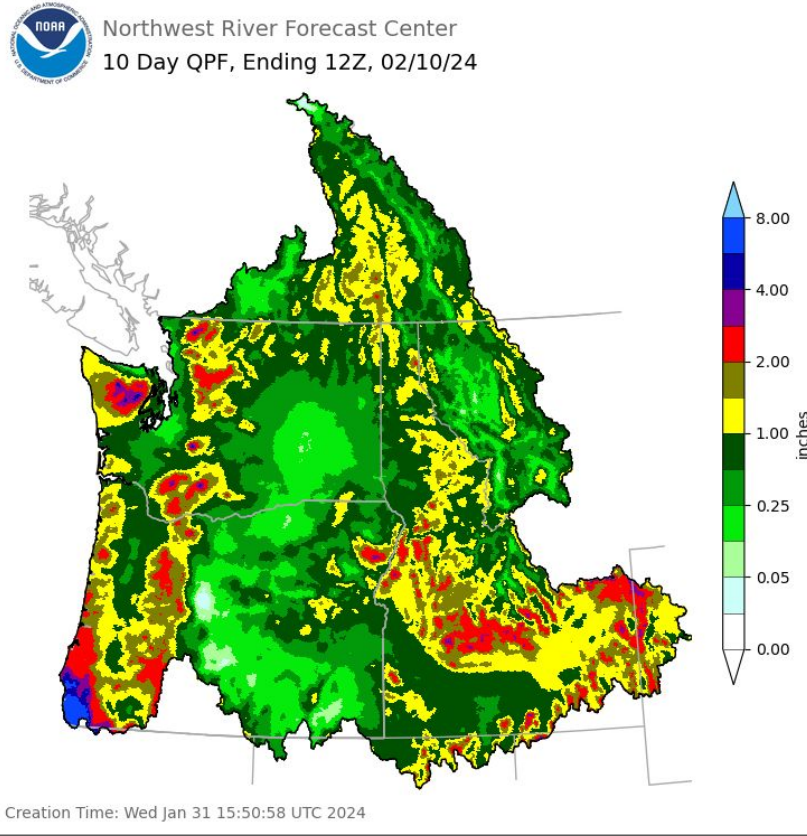 NATIONAL OCEANIC AND ATMOSPHERIC ADMINISTRATION
NOAA
U.S. DEPARTMENT OF COMMERCE
Northwest River Forecast Center
10 Day QPF, Ending 12Z, 02/10/24
8.00
4.00
2.00
1.00
0.25
0.05
0.00
inches
Creation Time: Wed Jan 31 15:50:58 UTC 2024